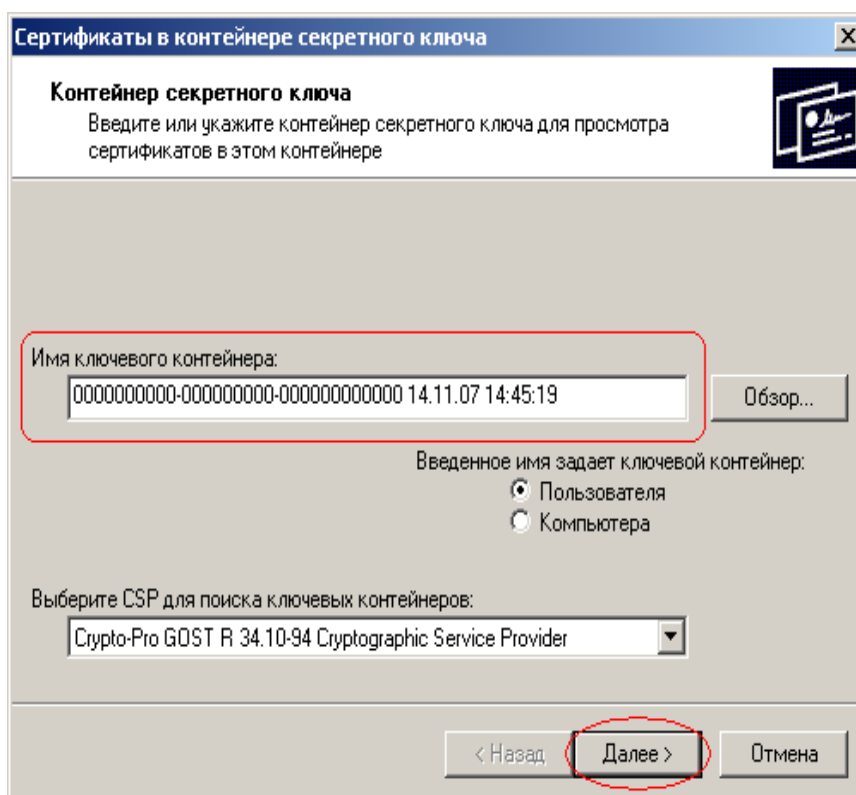 Сертификаты в контейнере секретного ключа
Контейнер секретного ключа
Введите или укажите контейнер секретного ключа для просмотра
сертификатов в этом контейнере
Имя ключевого контейнера:
0000000000-000000000-000000000000 14.11.07 14:45:19
Обзор...
Введенное имя задает ключевой контейнер:
Пользователя
Компьютера
Выберите CSP для поиска ключевых контейнеров:
Crypto-Pro GOST R 34.10-94 Cryptographic Service Provider
< Назад
Далее >
Отмена